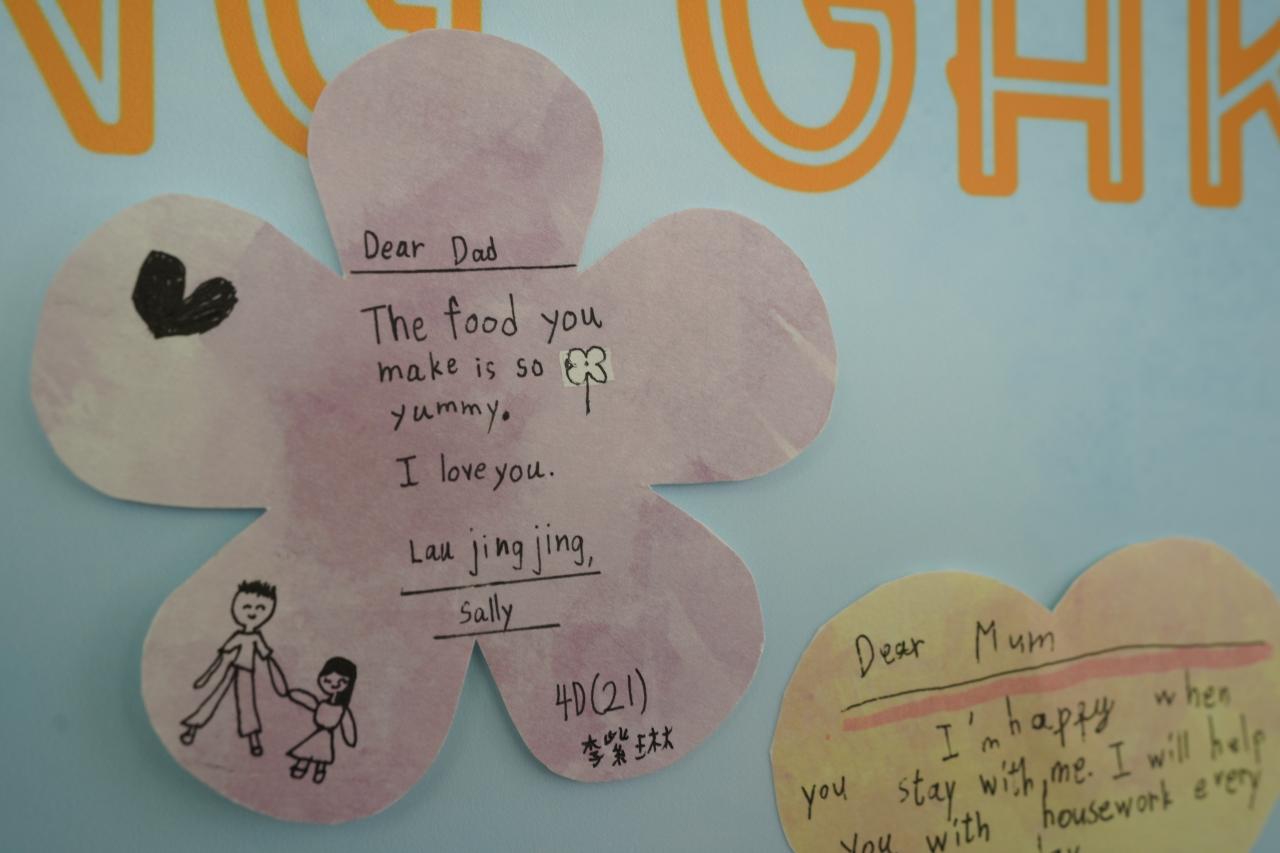 Dear Dad
The food you
make is so
yummy.
I love you.
Lau jing jing,
Sally
4D(21)
李紫琳
Dear Mum
I'm happy when
you stay with me. I will help
you with housework every